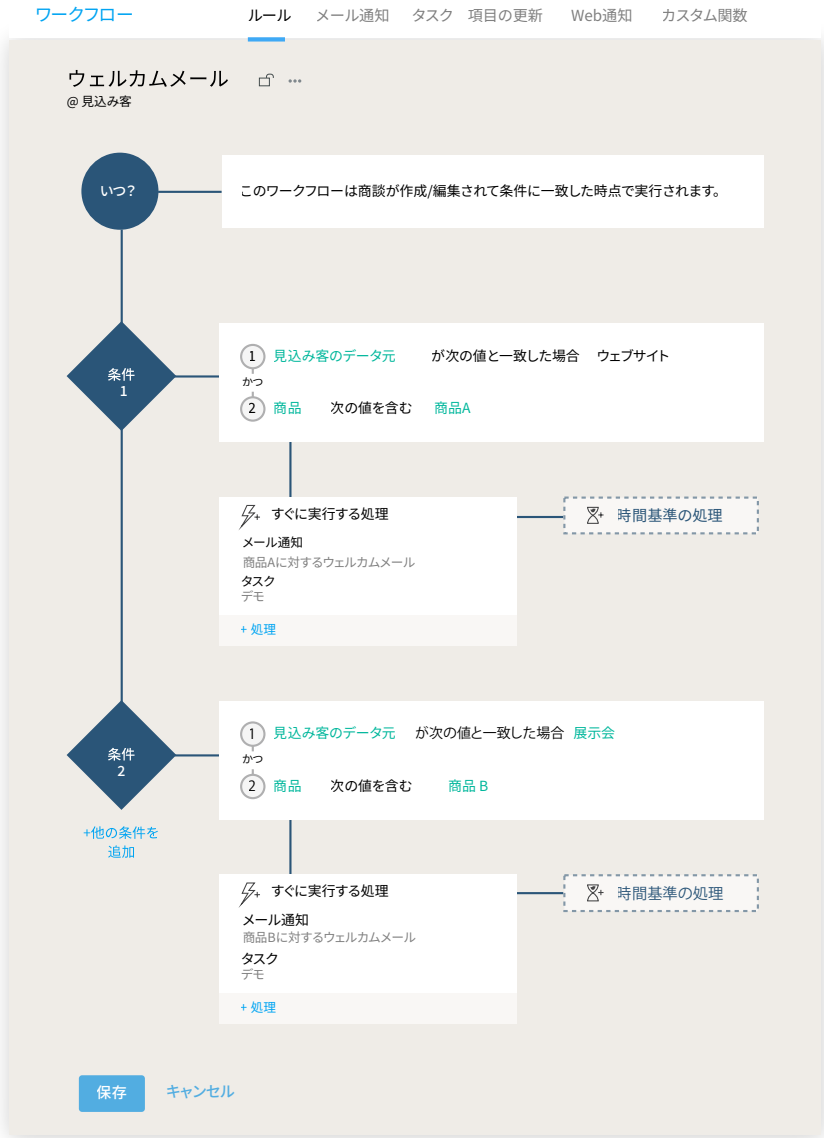 ワークフロー ルール メール通知 タスク 項目の更新 Web通知 カスタム関数
ウェルカムメール
@ 見込み客
いつ？ このワークフローは商談が作成/編集されて条件に一致した時点で実行されます。
条件
1
1 見込み客のデータ元 が次の値と一致した場合 ウェブサイト
かつ
2 商品 次の値を含む 商品A
すぐに実行する処理
時間基準の処理
メール通知
商品Aに対するウェルカムメール
タスク
デモ
+ 処理
条件
2
1 見込み客のデータ元 が次の値と一致した場合 展示会
かつ
2 商品 次の値を含む 商品 B
+他の条件を
追加
すぐに実行する処理
時間基準の処理
メール通知
商品Bに対するウェルカムメール
タスク
デモ
+ 処理
保存 キャンセル